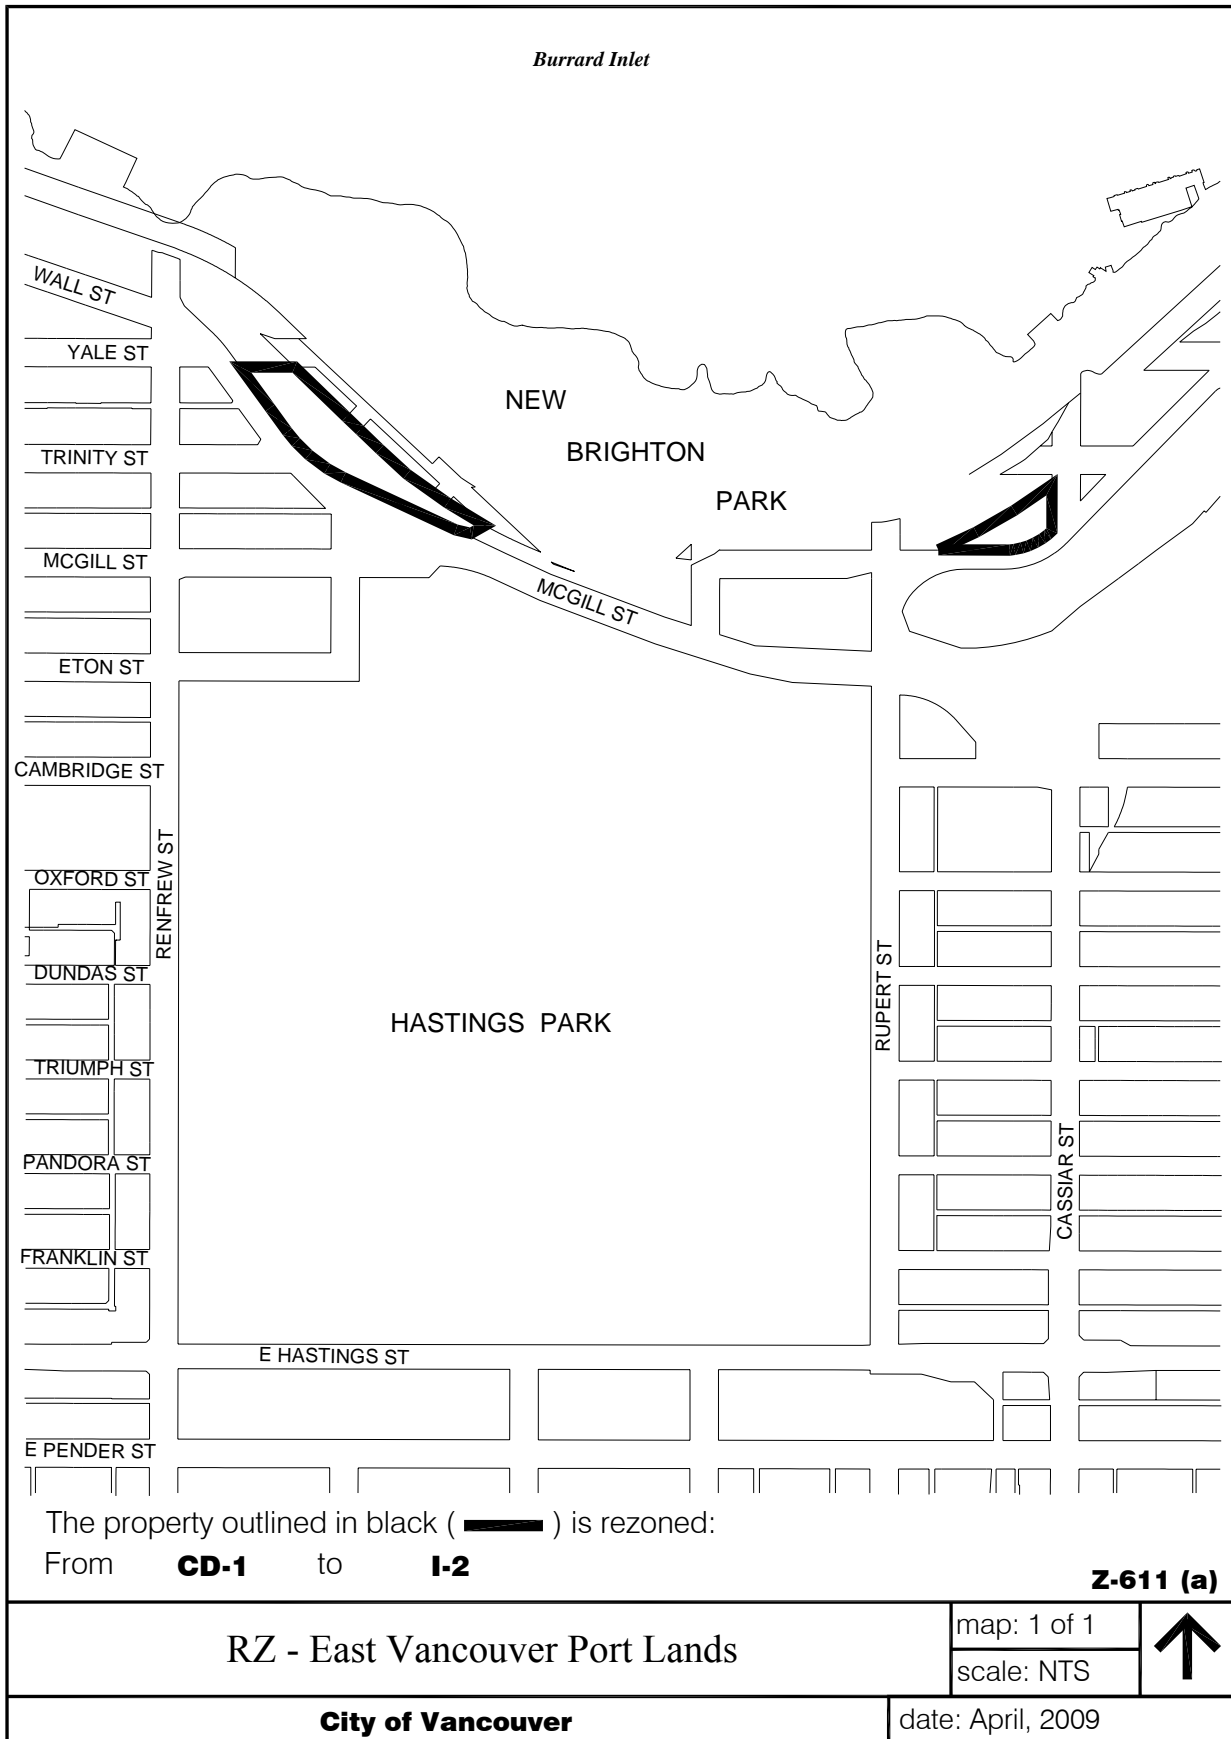 Burrard Inlet
WALL ST
YALE ST
NEW
BRIGHTON
TRINITY ST
PARK
MCGILL ST
MCGILL ST
ETON ST
CAMBRIDGE ST
RENFREW ST
OXFORD ST
RUPERT ST
DUNDAS ST
HASTINGS PARK
TRIUMPH ST
CASSIAR ST
PANDORA ST
FRANKLIN ST
E HASTINGS ST
E PENDER ST
The property outlined in black ( ) is rezoned:
From CD-1 to I-2
Z-611 (a)
RZ - East Vancouver Port Lands
map: 1 of 1
scale: NTS
City of Vancouver
date: April, 2009